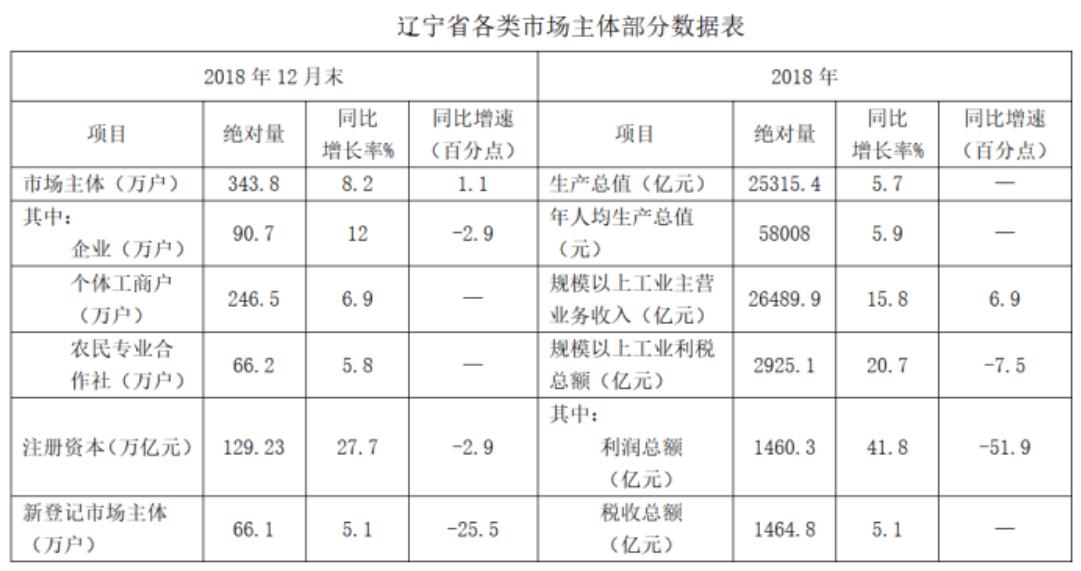 辽宁省各类市场主体部分数据表
2018 年 12 月末 2018 年
项目 绝对量 同比增长率% 同比增速（百分点） 项目 绝对量 同比增长率% 同比增速（百分点）
市场主体（万户） 343.8 8.2 1.1 生产总值（亿元） 25315.4 5.7 —
其中：企业（万户） 90.7 12 -2.9 年人均生产总值（元） 58008 5.9 —
个体工商户（万户） 246.5 6.9 — 规模以上工业主营业务收入（亿元） 26489.9 15.8 6.9
农民专业合作社（万户） 66.2 5.8 — 规模以上工业利税总额（亿元） 2925.1 20.7 -7.5
注册资本(万亿元) 129.23 27.7 -2.9 其中：利润总额（亿元） 1460.3 41.8 -51.9
新登记市场主体（万户） 66.1 5.1 -25.5 税收总额（亿元） 1464.8 5.1 —